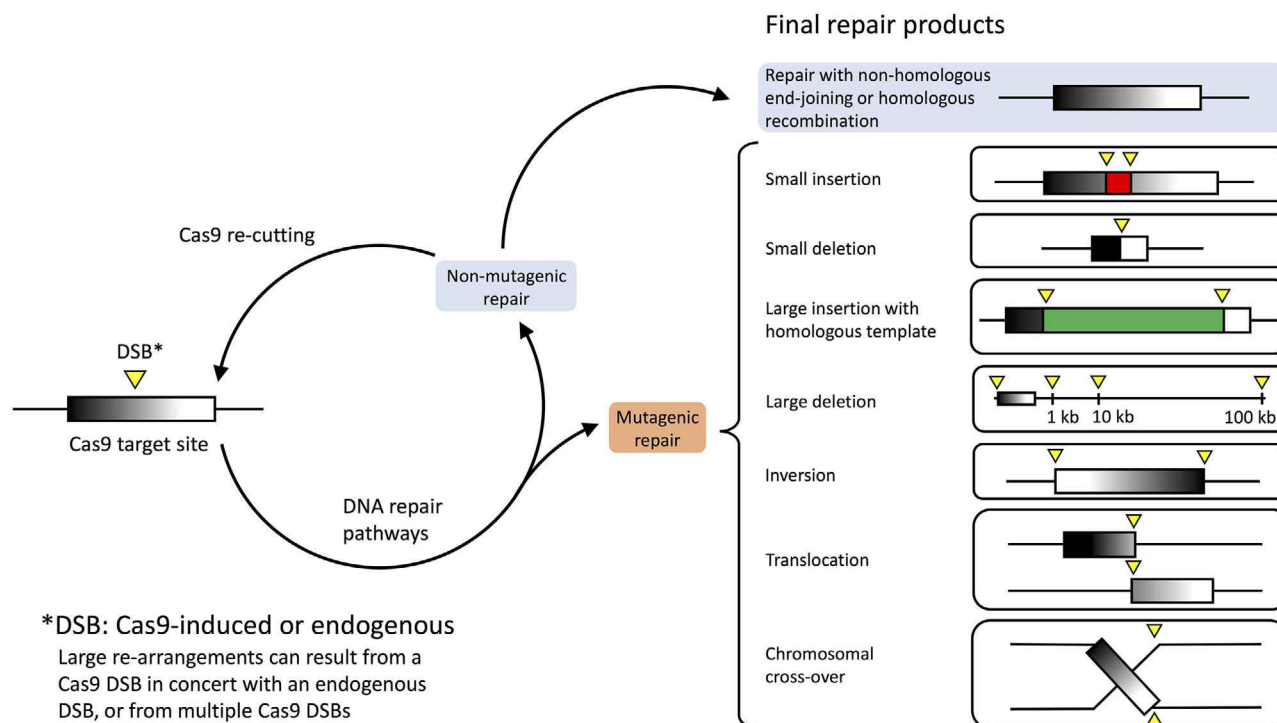 Final repair products
Repair with non-homologous
end-joining or homologous
recombination
Small insertion
Cas9 re-cutting
Small deletion
Non-mutagenic
repair
Large insertion with
homologous template
DSB*
Large deletion
1 kb
10 kb
100 kb
Cas9 target site
Mutagenic
repair
Inversion
DNA repair
pathways
Translocation
*DSB: Cas9-induced or endogenous
Large re-arrangements can result from a
Cas9 DSB in concert with an endogenous
DSB, or from multiple Cas9 DSBs
Chromosomal
cross-over